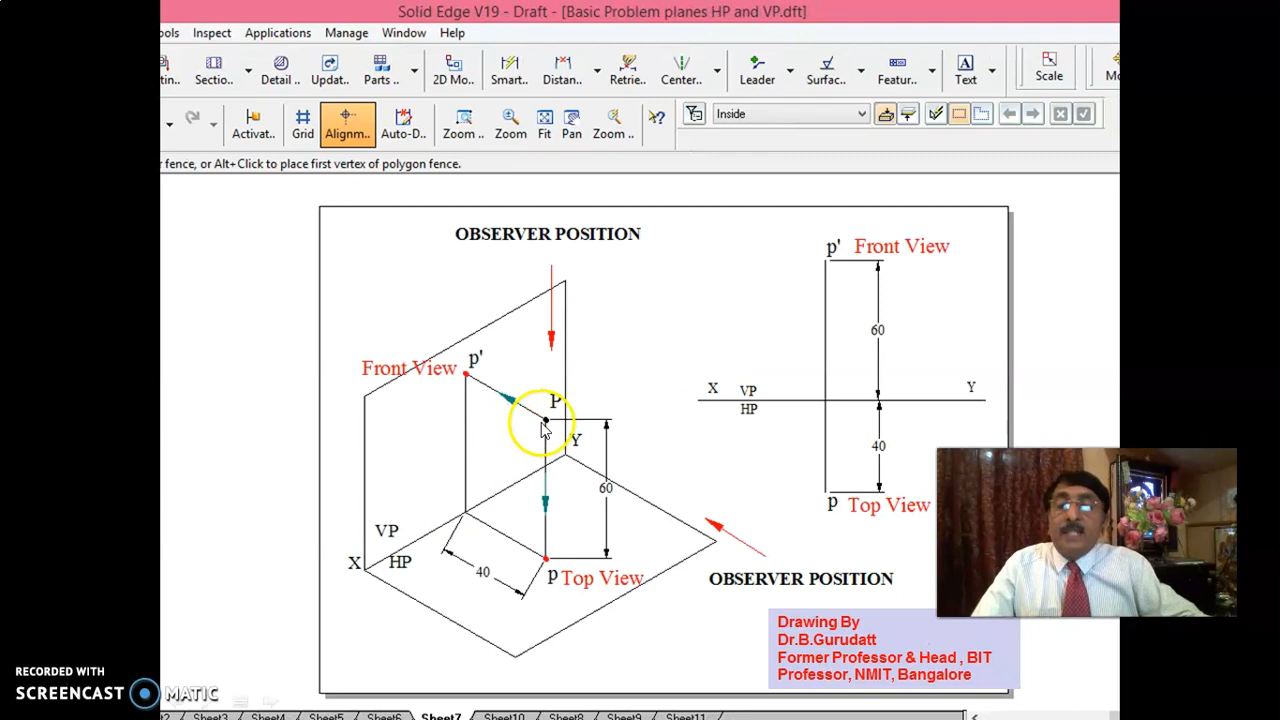 Solid Edge V19 - Draft - [Basic Problem planes HP and VP.dft]
ols Inspect Applications Manage Window Help
tin.. Sectio.. Detail .. Updat.. Parts .. 2D Mo.. Smart.. Distan.. Retrie.. Center.. Leader Surfac.. Featur.. Text Scale Mo
Activat.. Grid Alignm.. Auto-D.. Zoom .. Zoom Fit Pan Zoom .. Inside
r fence, or Alt+Click to place first vertex of polygon fence.
OBSERVER POSITION
p' Front View
60
X VP Y
HP
40
p Top View
p'
Front View
P
Y
60
VP
X HP
40
p Top View
OBSERVER POSITION
Drawing By
Dr.B.Gurudatt
Former Professor & Head , BIT
Professor, NMIT, Bangalore
RECORDED WITH
SCREENCAST MATIC
2 Sheet3 Sheet4 Sheet5 Sheet6 Sheet7 Sheet10 Sheet8 Sheet9 Sheet11